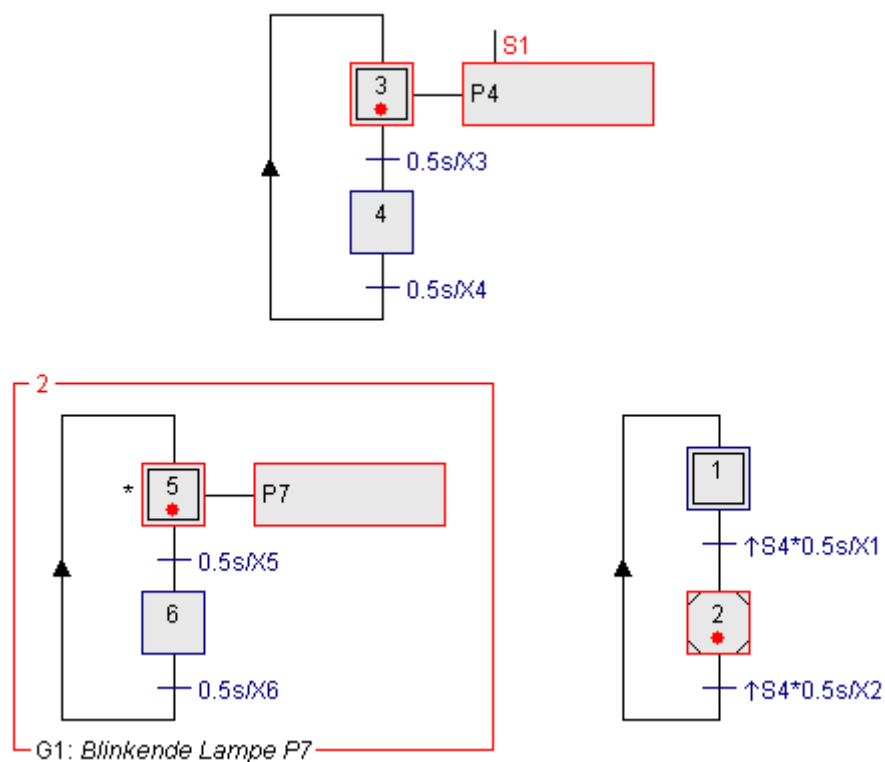 S1
3
P4
0.5s/X3
4
0.5s/X4
2
* 5
P7
0.5s/X5
6
0.5s/X6
G1: Blinkende Lampe P7
1
↑S4*0.5s/X1
2
↑S4*0.5s/X2